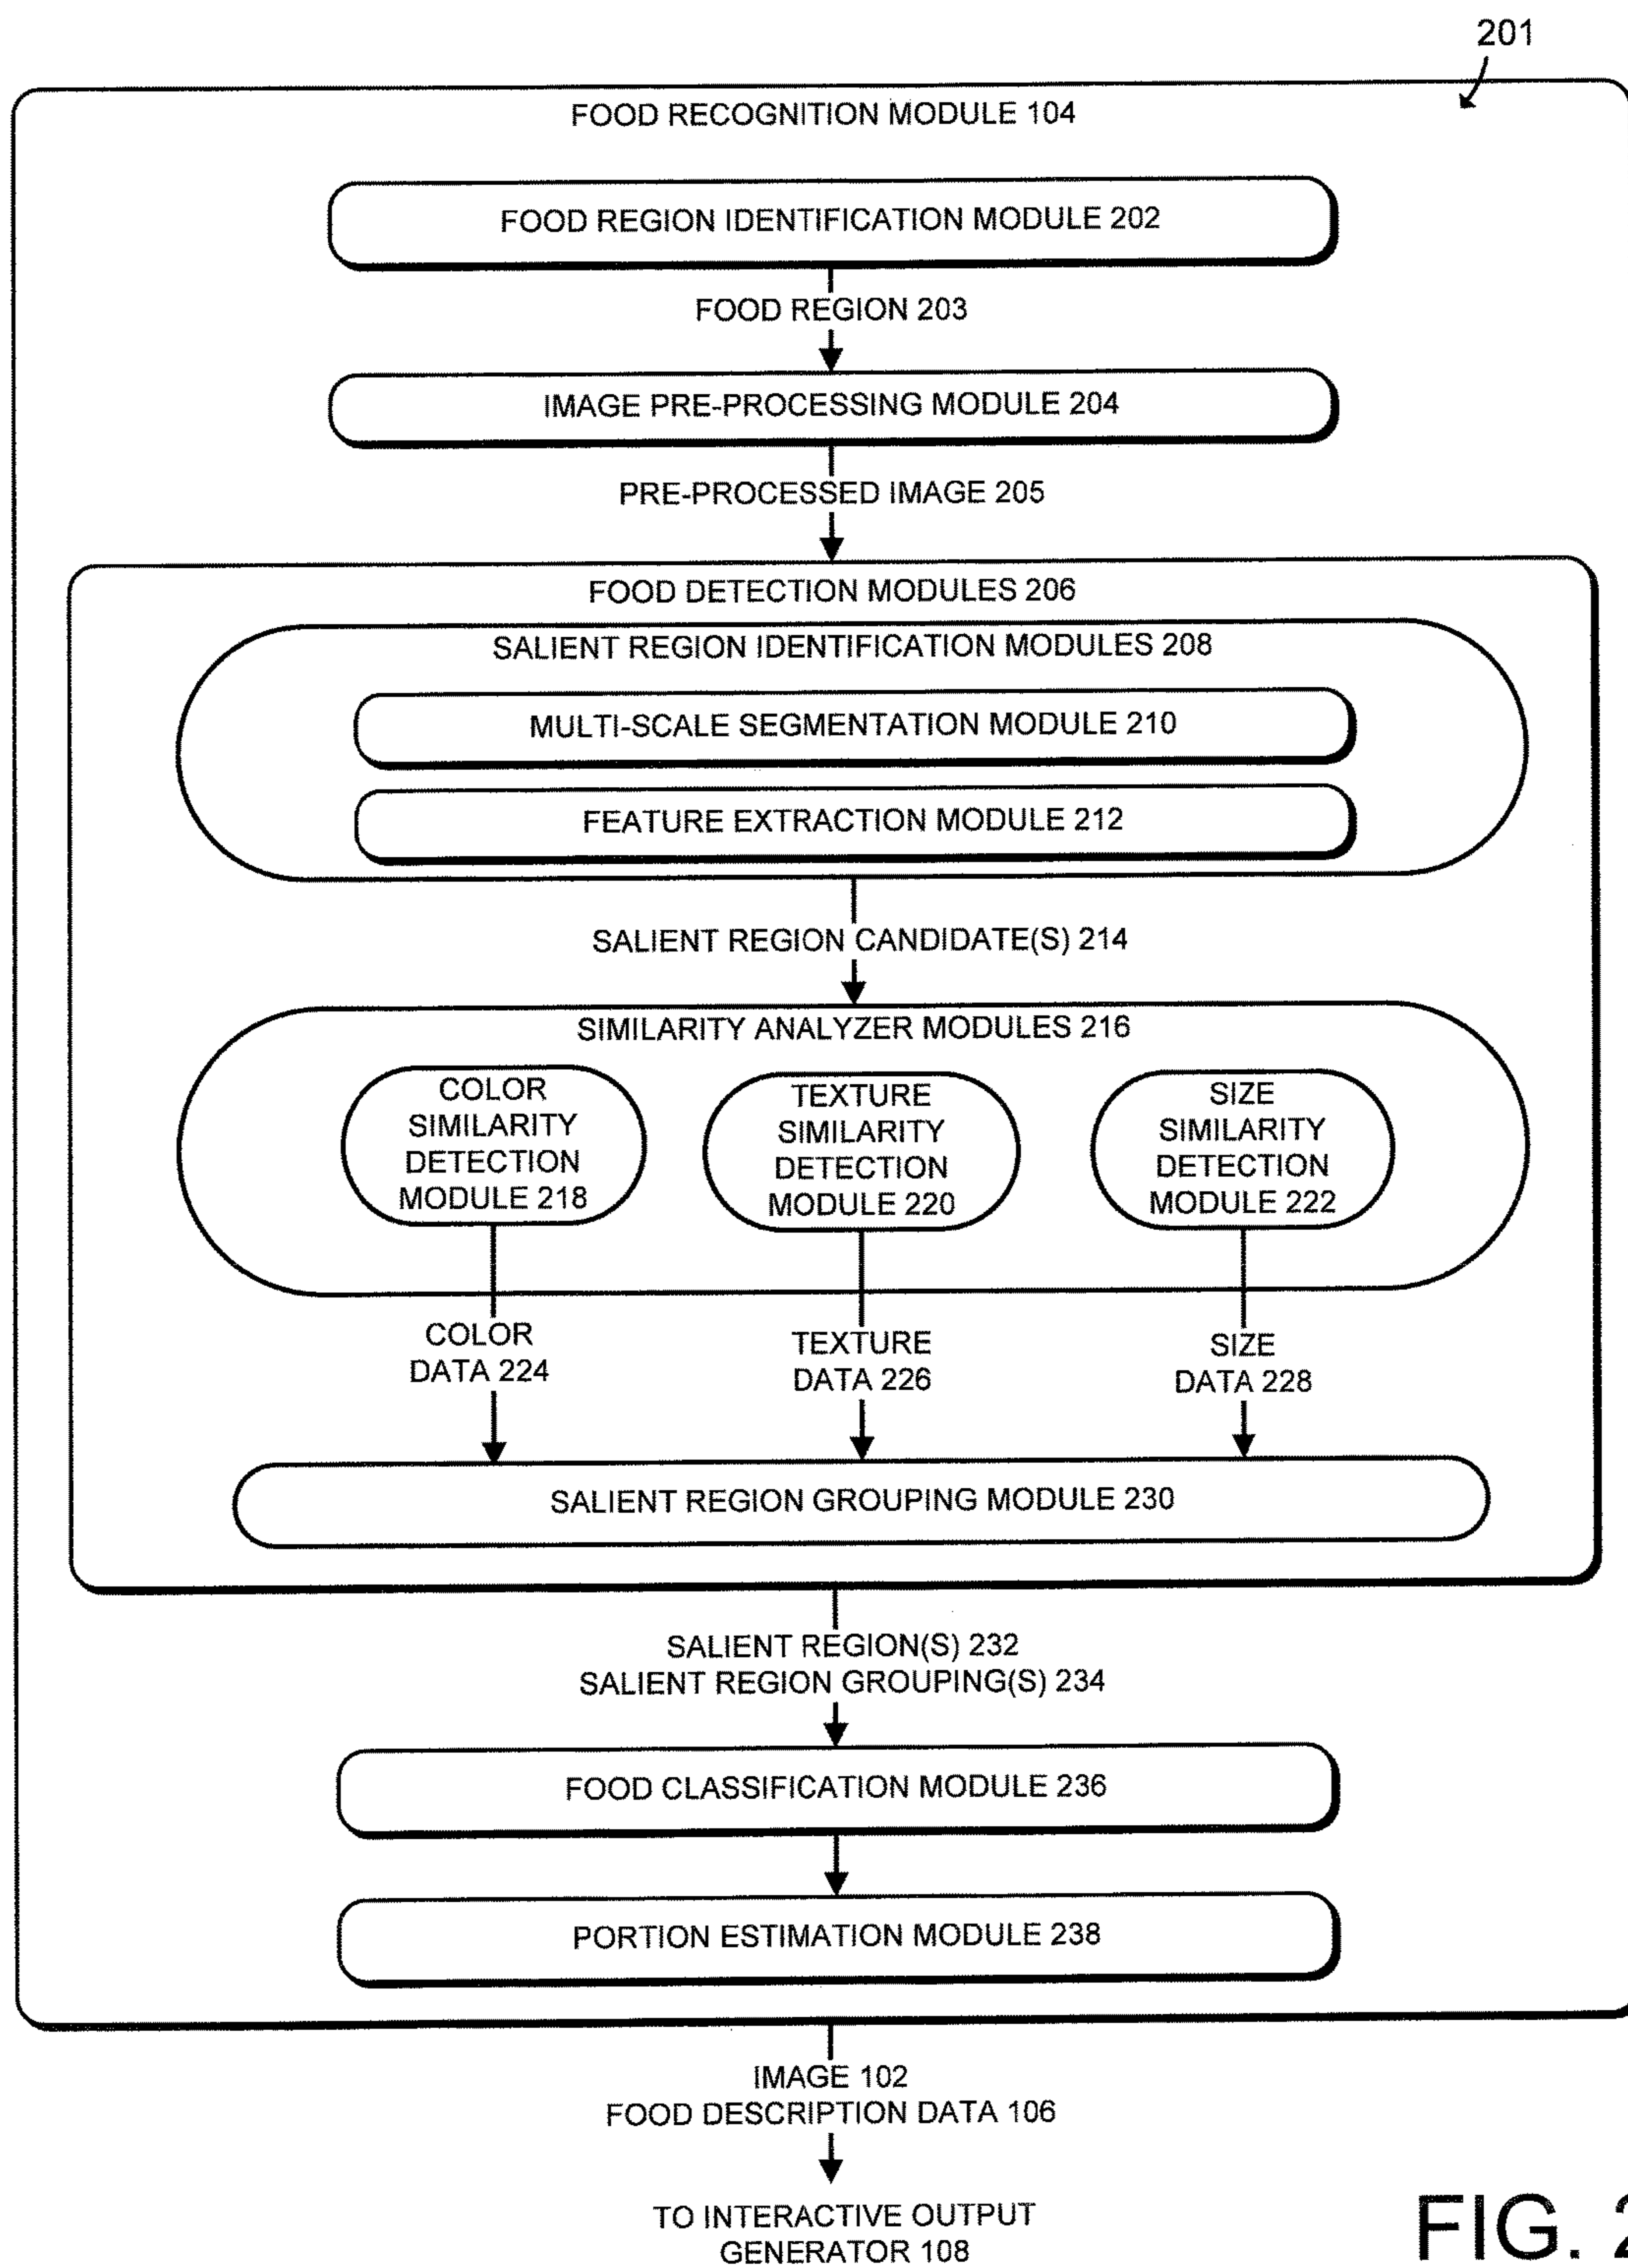 201
FOOD RECOGNITION MODULE 104
FOOD REGION IDENTIFICATION MODULE 202
FOOD REGION 203
IMAGE PRE-PROCESSING MODULE 204
PRE-PROCESSED IMAGE 205
FOOD DETECTION MODULES 206
SALIENT REGION IDENTIFICATION MODULES 208
MULTI-SCALE SEGMENTATION MODULE 210
FEATURE EXTRACTION MODULE 212
SALIENT REGION CANDIDATE(S) 214
SIMILARITY ANALYZER MODULES 216
COLOR
SIMILARITY
DETECTION
MODULE 218
TEXTURE
SIMILARITY
DETECTION
MODULE 220
SIZE
SIMILARITY
DETECTION
MODULE 222
COLOR
DATA 224
TEXTURE
DATA 226
SIZE
DATA 228
SALIENT REGION GROUPING MODULE 230
SALIENT REGION(S) 232
SALIENT REGION GROUPING(S) 234
FOOD CLASSIFICATION MODULE 236
PORTION ESTIMATION MODULE 238
IMAGE 102
FOOD DESCRIPTION DATA 106
TO INTERACTIVE OUTPUT
GENERATOR 108
FIG. 2